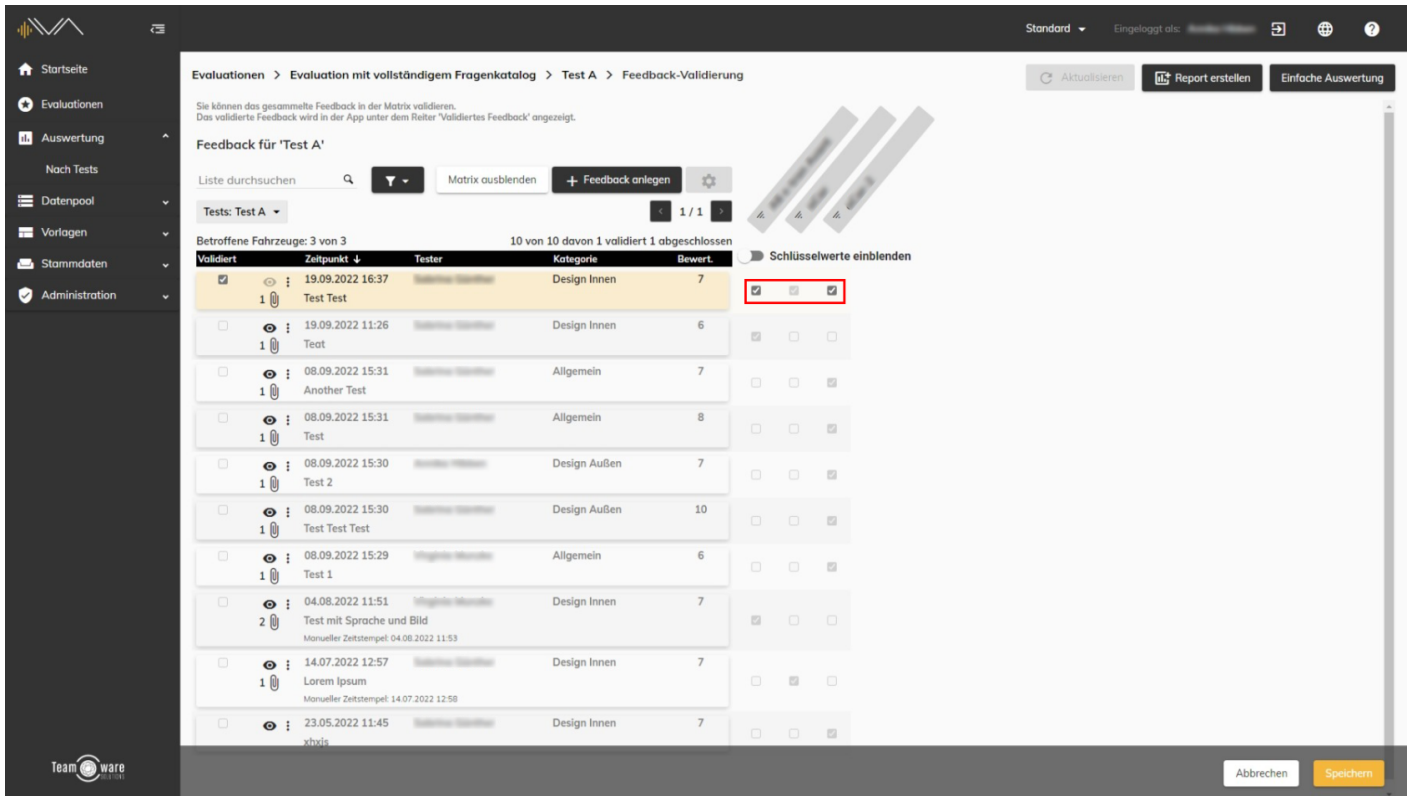 Standard
Eingeloggt als:
Startseite
Evaluationen
Auswertung
Nach Tests
Datenpool
Vorlagen
Stammdaten
Administration
Team ware
SOLUTIONS
Evaluationen > Evaluation mit vollständigem Fragenkatalog > Test A > Feedback-Validierung
Aktualisieren
Report erstellen
Einfache Auswertung
Sie können das gesammelte Feedback in der Matrix validieren.
Das validierte Feedback wird in der App unter dem Reiter 'Validiertes Feedback' angezeigt.
Feedback für 'Test A'
Liste durchsuchen
Matrix ausblenden
+ Feedback anlegen
Tests: Test A
< 1 / 1 >
Betroffene Fahrzeuge: 3 von 3
10 von 10 davon 1 validiert 1 abgeschlossen
Validiert Zeitpunkt ↓ Tester Kategorie Bewert.
Schlüsselwerte einblenden
19.09.2022 16:37 Design Innen 7
1 Test Test
19.09.2022 11:26 Design Innen 6
1 Teat
08.09.2022 15:31 Allgemein 7
1 Another Test
08.09.2022 15:31 Allgemein 8
1 Test
08.09.2022 15:30 Design Außen 7
1 Test 2
08.09.2022 15:30 Design Außen 10
1 Test Test Test
08.09.2022 15:29 Allgemein 6
1 Test 1
04.08.2022 11:51 Design Innen 7
2 Test mit Sprache und Bild
Manueller Zeitstempel: 04.08.2022 11:53
14.07.2022 12:57 Design Innen 7
1 Lorem Ipsum
Manueller Zeitstempel: 14.07.2022 12:58
23.05.2022 11:45 Design Innen 7
xhxjs
Abbrechen
Speichern